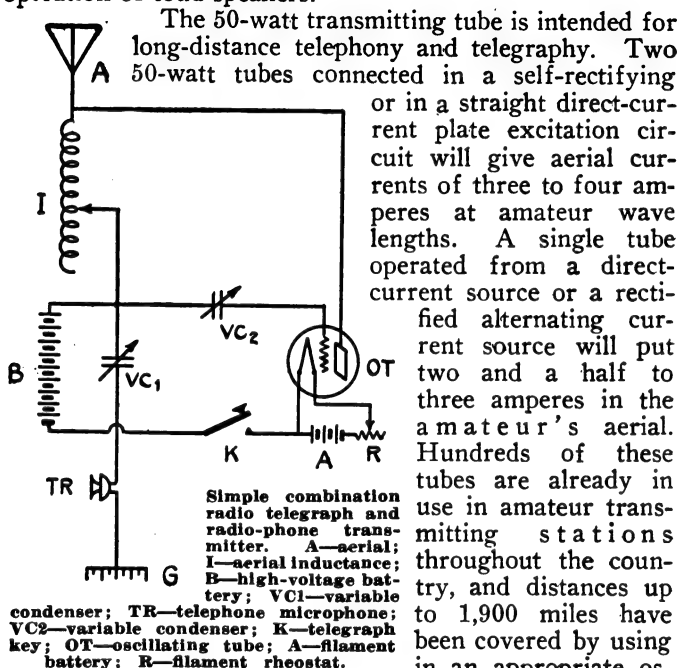 operation of loud speakers.
The 50-watt transmitting tube is intended for
long-distance telephony and telegraphy. Two
50-watt tubes connected in a self-rectifying
or in a straight direct-cur-
rent plate excitation cir-
cuit will give aerial cur-
rents of three to four am-
peres at amateur wave
lengths. A single tube
operated from a direct-
current source or a recti-
fied alternating cur-
rent source will put
two and a half to
three amperes in the
amateur's aerial.
Hundreds of these
tubes are already in
use in amateur trans-
mitting stations
throughout the coun-
try, and distances up
to 1,900 miles have
been covered by using
in an appropriate os-
A
I
B
VC1
VC2
OT
K
A
R
TR
G
Simple combination
radio telegraph and
radio-phone trans-
mitter. A—aerial;
I—aerial inductance;
B—high-voltage bat-
tery; VC1—variable
condenser; TR—telephone microphone;
VC2—variable condenser; K—telegraph
key; OT—oscillating tube; A—filament
battery; R—filament rheostat.